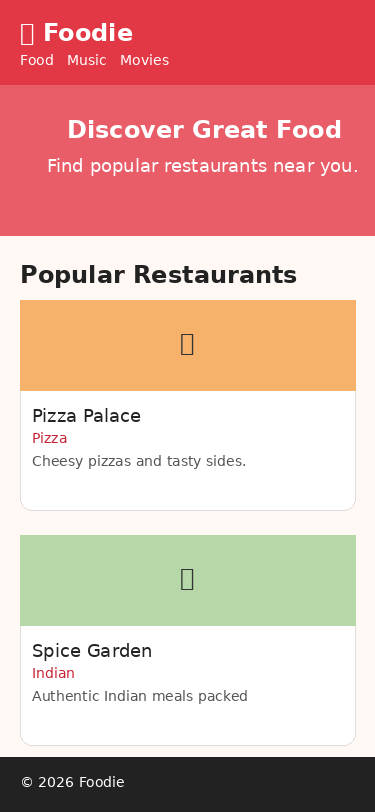 Foodie
Food Music Movies
Discover Great Food
Find popular restaurants near you.
Popular Restaurants
Pizza Palace
Pizza
Cheesy pizzas and tasty sides.
Spice Garden
Indian
Authentic Indian meals packed
© 2026 Foodie